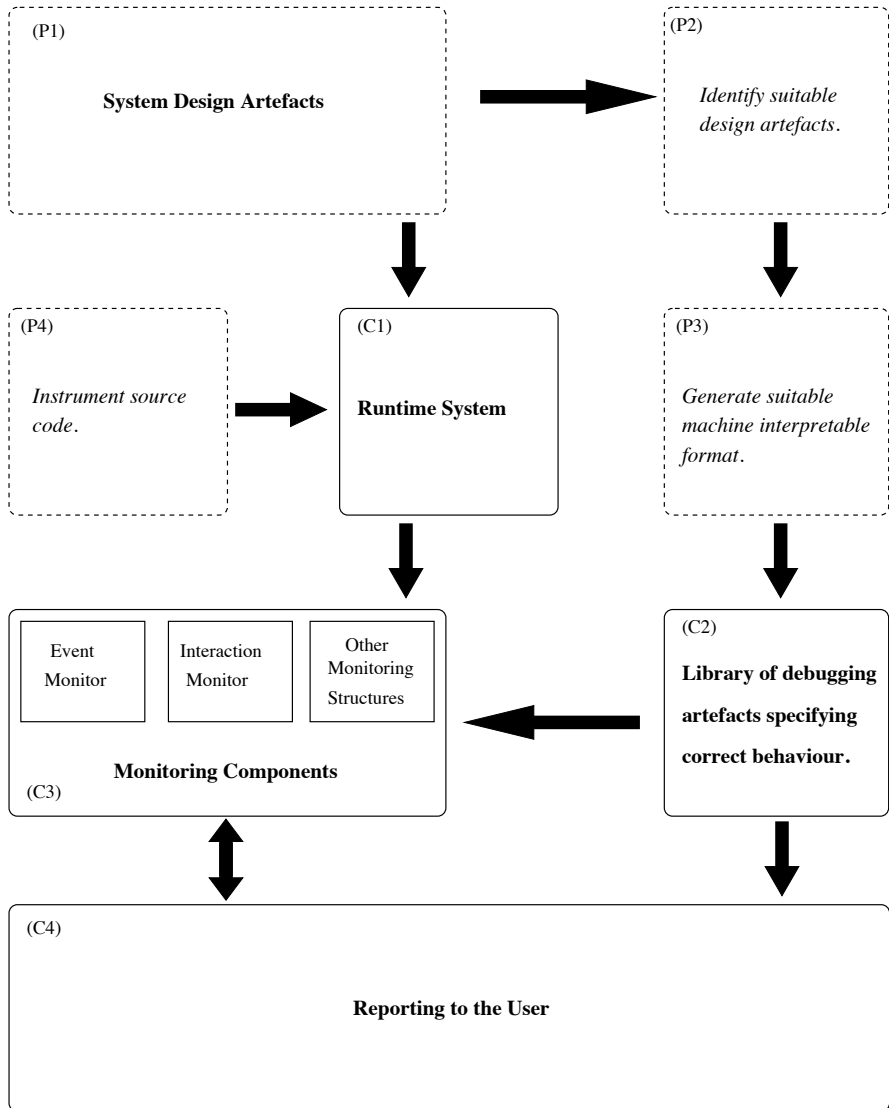 (P1)
System Design Artefacts
(P2)
Identify suitable
design artefacts.
(P4)
Instrument source
code.
(C1)
Runtime System
(P3)
Generate suitable
machine interpretable
format.
Event
Monitor
Interaction
Monitor
Other
Monitoring
Structures
Monitoring Components
(C3)
(C2)
Library of debugging
artefacts specifying
correct behaviour.
(C4)
Reporting to the User